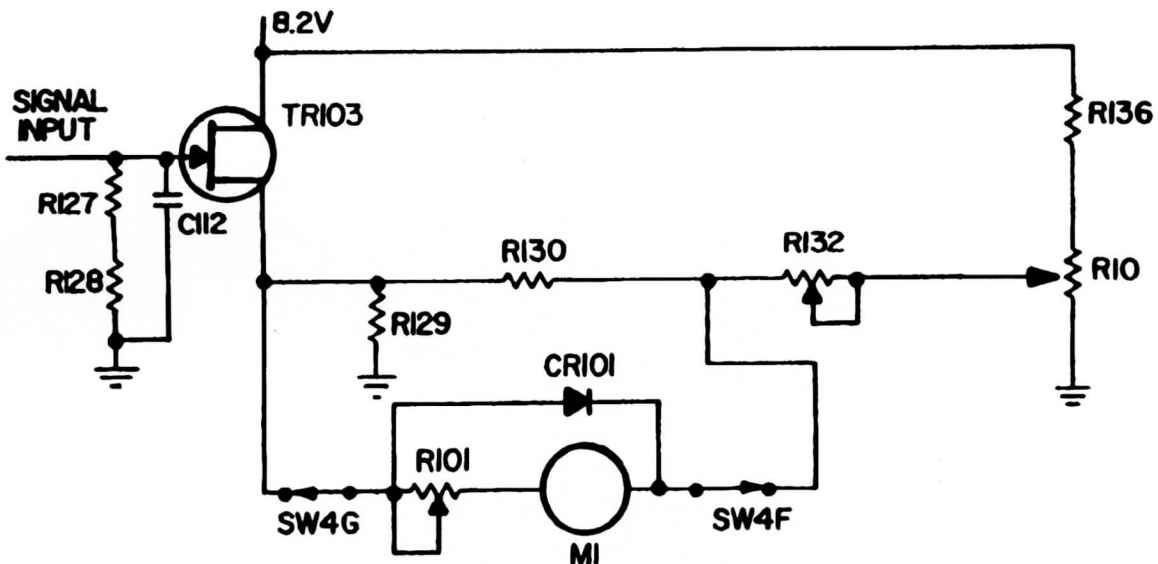 8.2V
SIGNAL
INPUT
TR103
R136
R127
C112
R128
R130
R132
R10
R129
CR101
R101
SW4G
SW4F
M1